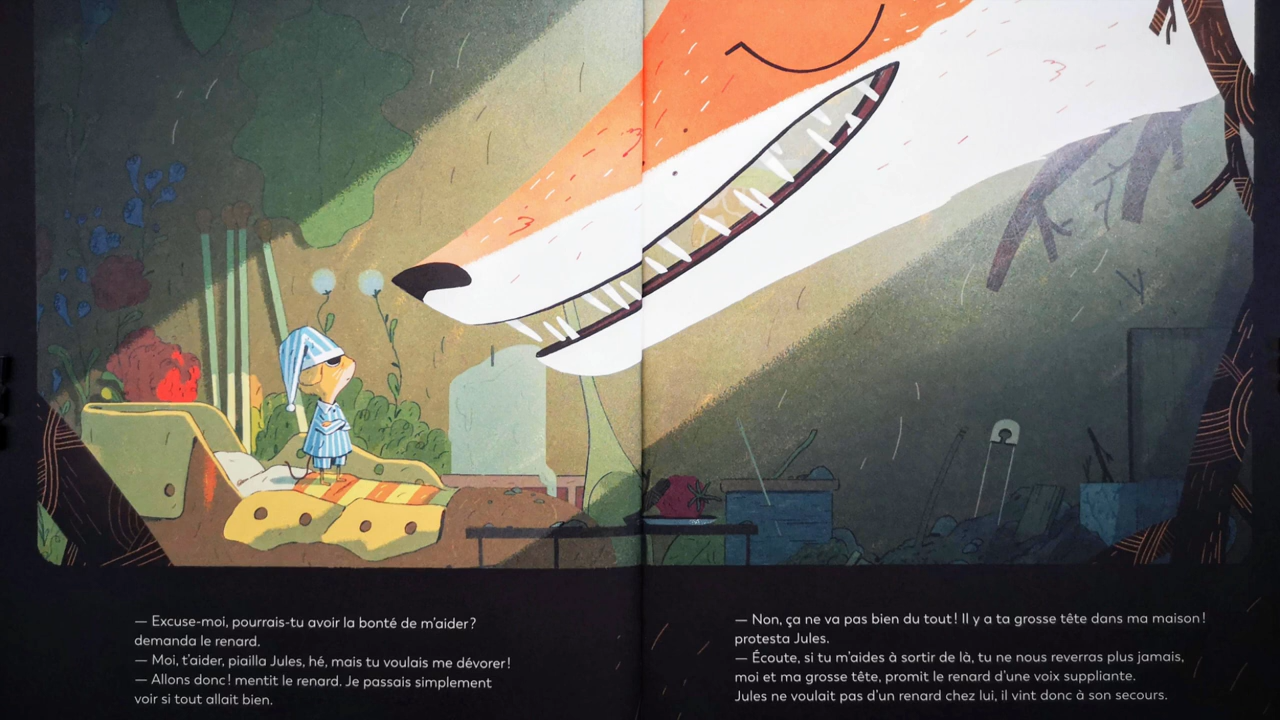 — Excuse-moi, pourrais-tu avoir la bonté de m'aider ?
demanda le renard.
— Moi, t'aider, piailla Jules, hé, mais tu voulais me dévorer !
— Allons donc ! mentit le renard. Je passais simplement
voir si tout allait bien.
— Non, ça ne va pas bien du tout ! Il y a ta grosse tête dans ma maison !
protesta Jules.
— Écoute, si tu m'aides à sortir de là, tu ne nous reverras plus jamais,
moi et ma grosse tête, promit le renard d'une voix suppliante.
Jules ne voulait pas d'un renard chez lui, il vint donc à son secours.